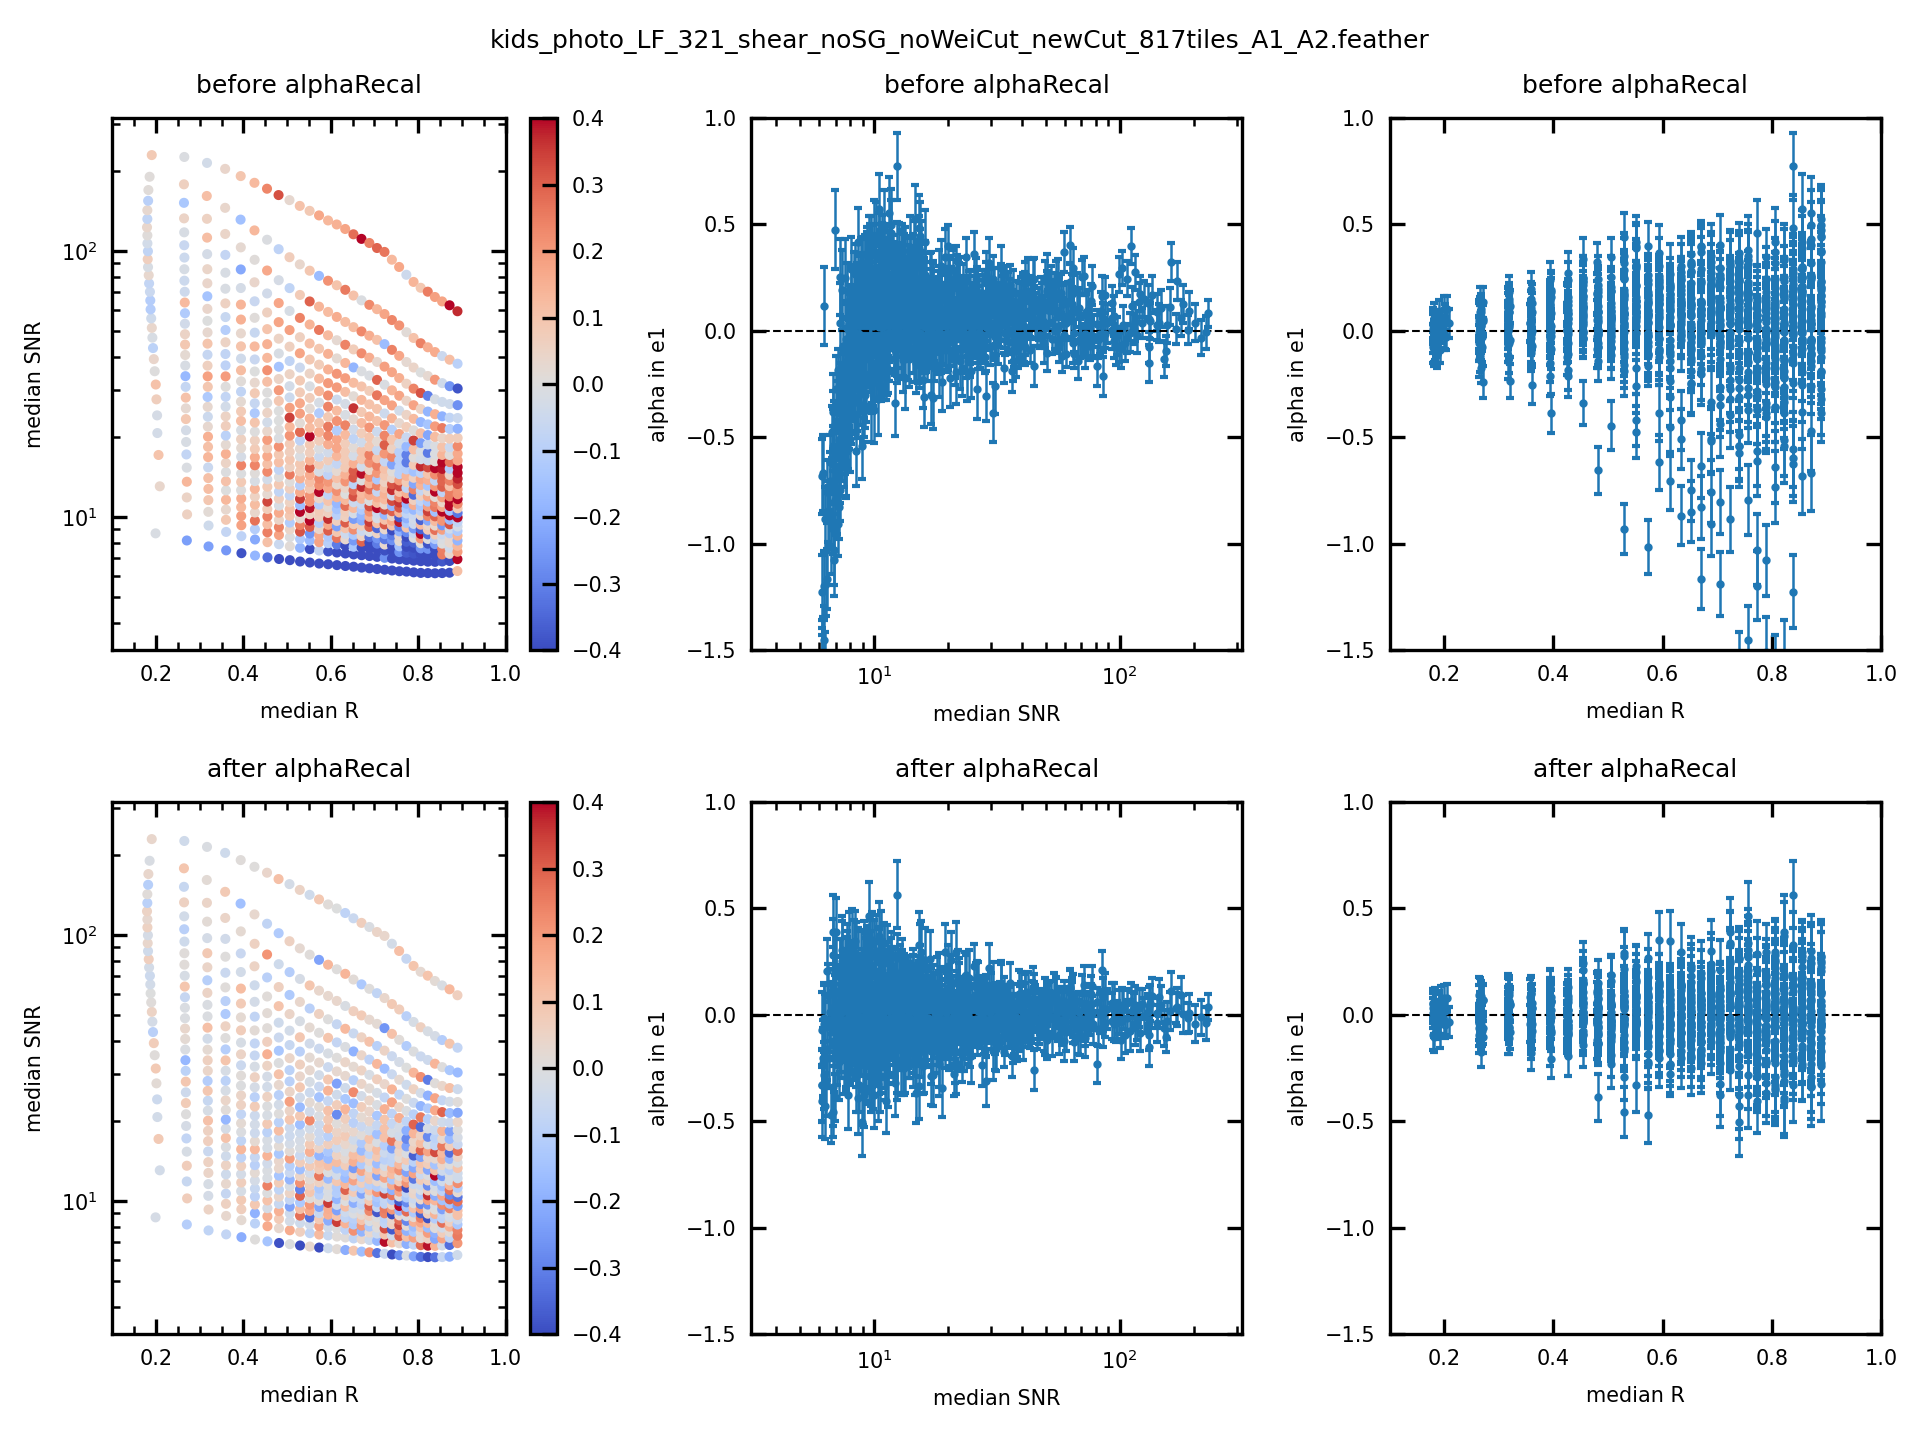 kids_photo_LF_321_shear_noSG_noWeiCut_newCut_817tiles_A1_A2.feather
before alphaRecal
before alphaRecal
before alphaRecal
median SNR
10²
10¹
0.2 0.4 0.6 0.8 1.0
median R
0.4
0.3
0.2
0.1
0.0
−0.1
−0.2
−0.3
−0.4
alpha in e1
1.0
0.5
0.0
−0.5
−1.0
−1.5
10¹ 10²
median SNR
alpha in e1
1.0
0.5
0.0
−0.5
−1.0
−1.5
0.2 0.4 0.6 0.8 1.0
median R
after alphaRecal
after alphaRecal
after alphaRecal
median SNR
10²
10¹
0.2 0.4 0.6 0.8 1.0
median R
0.4
0.3
0.2
0.1
0.0
−0.1
−0.2
−0.3
−0.4
alpha in e1
1.0
0.5
0.0
−0.5
−1.0
−1.5
10¹ 10²
median SNR
alpha in e1
1.0
0.5
0.0
−0.5
−1.0
−1.5
0.2 0.4 0.6 0.8 1.0
median R